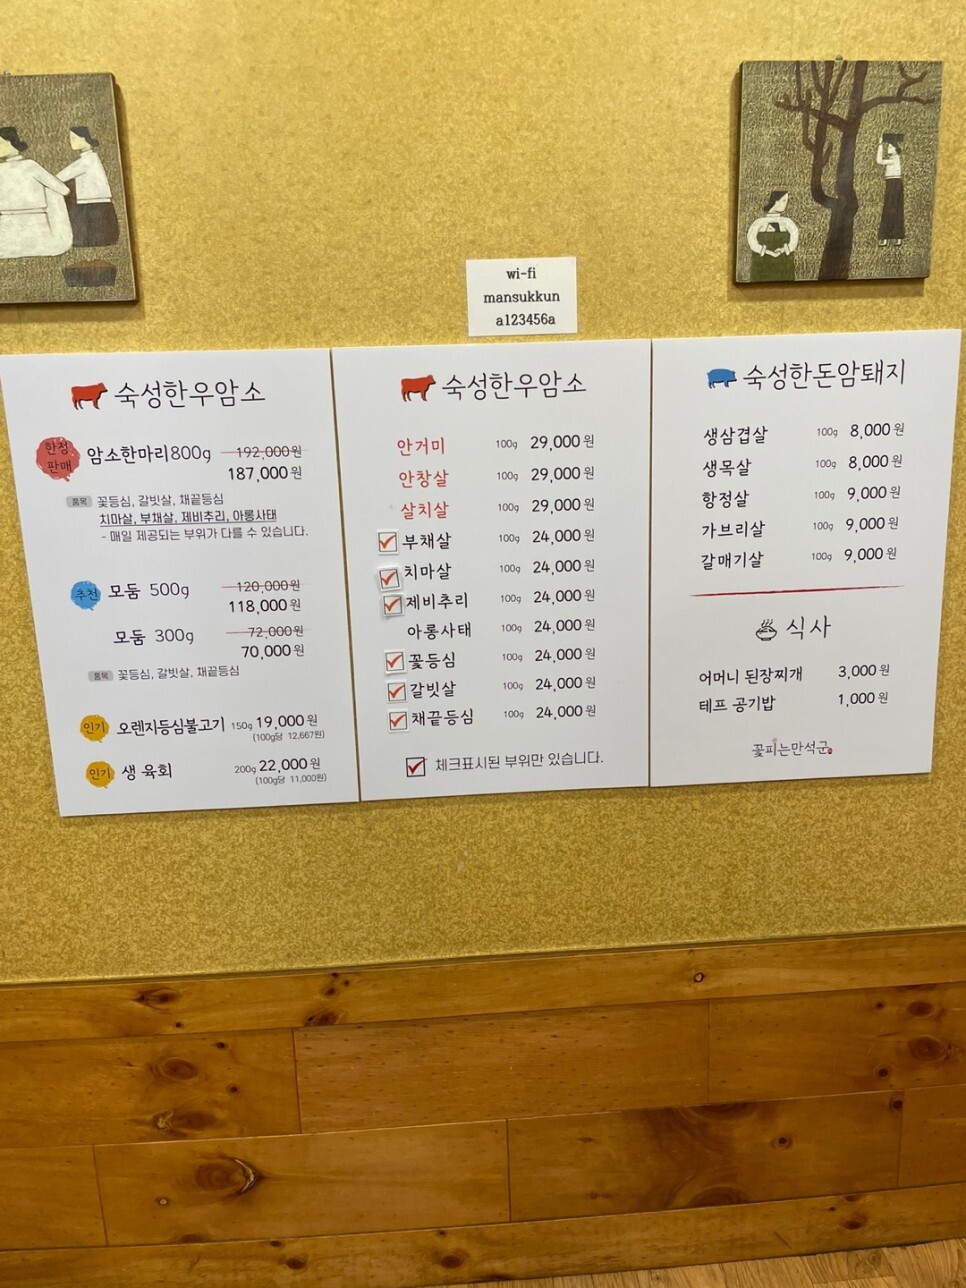 wi-fi
mansukkun
a123456a
숙성한우암소
한정
판매
암소한마리800g 192,000원
187,000원
품목 꽃등심, 갈빗살, 채끝등심
치마살, 부채살, 제비추리, 아롱사태
- 매일 제공되는 부위가 다를 수 있습니다.
추천 모둠 500g 120,000원
118,000원
모둠 300g 72,000원
70,000원
품목 꽃등심, 갈빗살, 채끝등심
인기 오렌지등심불고기 150g 19,000원
(100g당 12,667원)
인기 생 육회 200g 22,000원
(100g당 11,000원)
숙성한우암소
안거미 100g 29,000원
안창살 100g 29,000원
살치살 100g 29,000원
부채살 100g 24,000원
치마살 100g 24,000원
제비추리 100g 24,000원
아롱사태 100g 24,000원
꽃등심 100g 24,000원
갈빗살 100g 24,000원
채끝등심 100g 24,000원
체크표시된 부위만 있습니다.
숙성한돈암퇘지
생삼겹살 100g 8,000원
생목살 100g 8,000원
항정살 100g 9,000원
가브리살 100g 9,000원
갈매기살 100g 9,000원
식사
어머니 된장찌개 3,000원
테프 공기밥 1,000원
꽃피는만석군